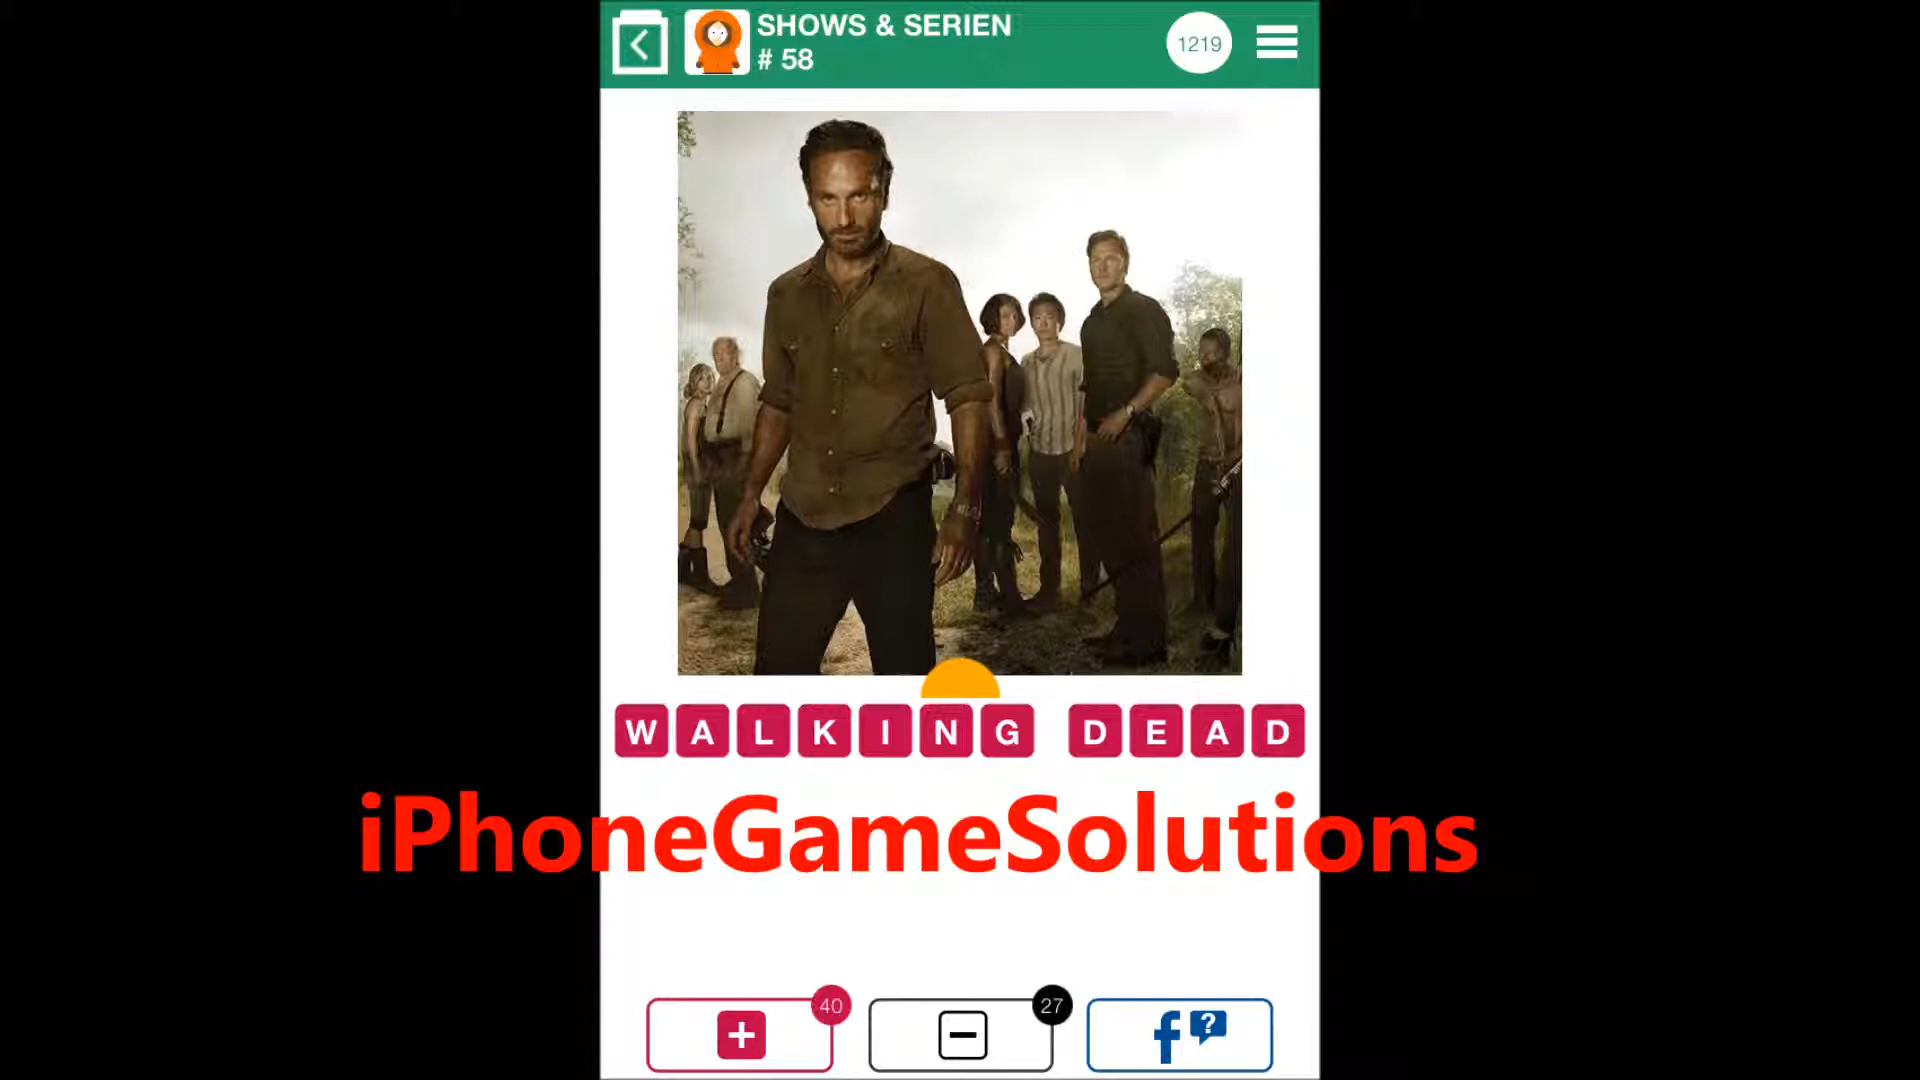 SHOWS & SERIEN
# 58
1219
WALKING DEAD
iPhoneGameSolutions
40
27
f ?